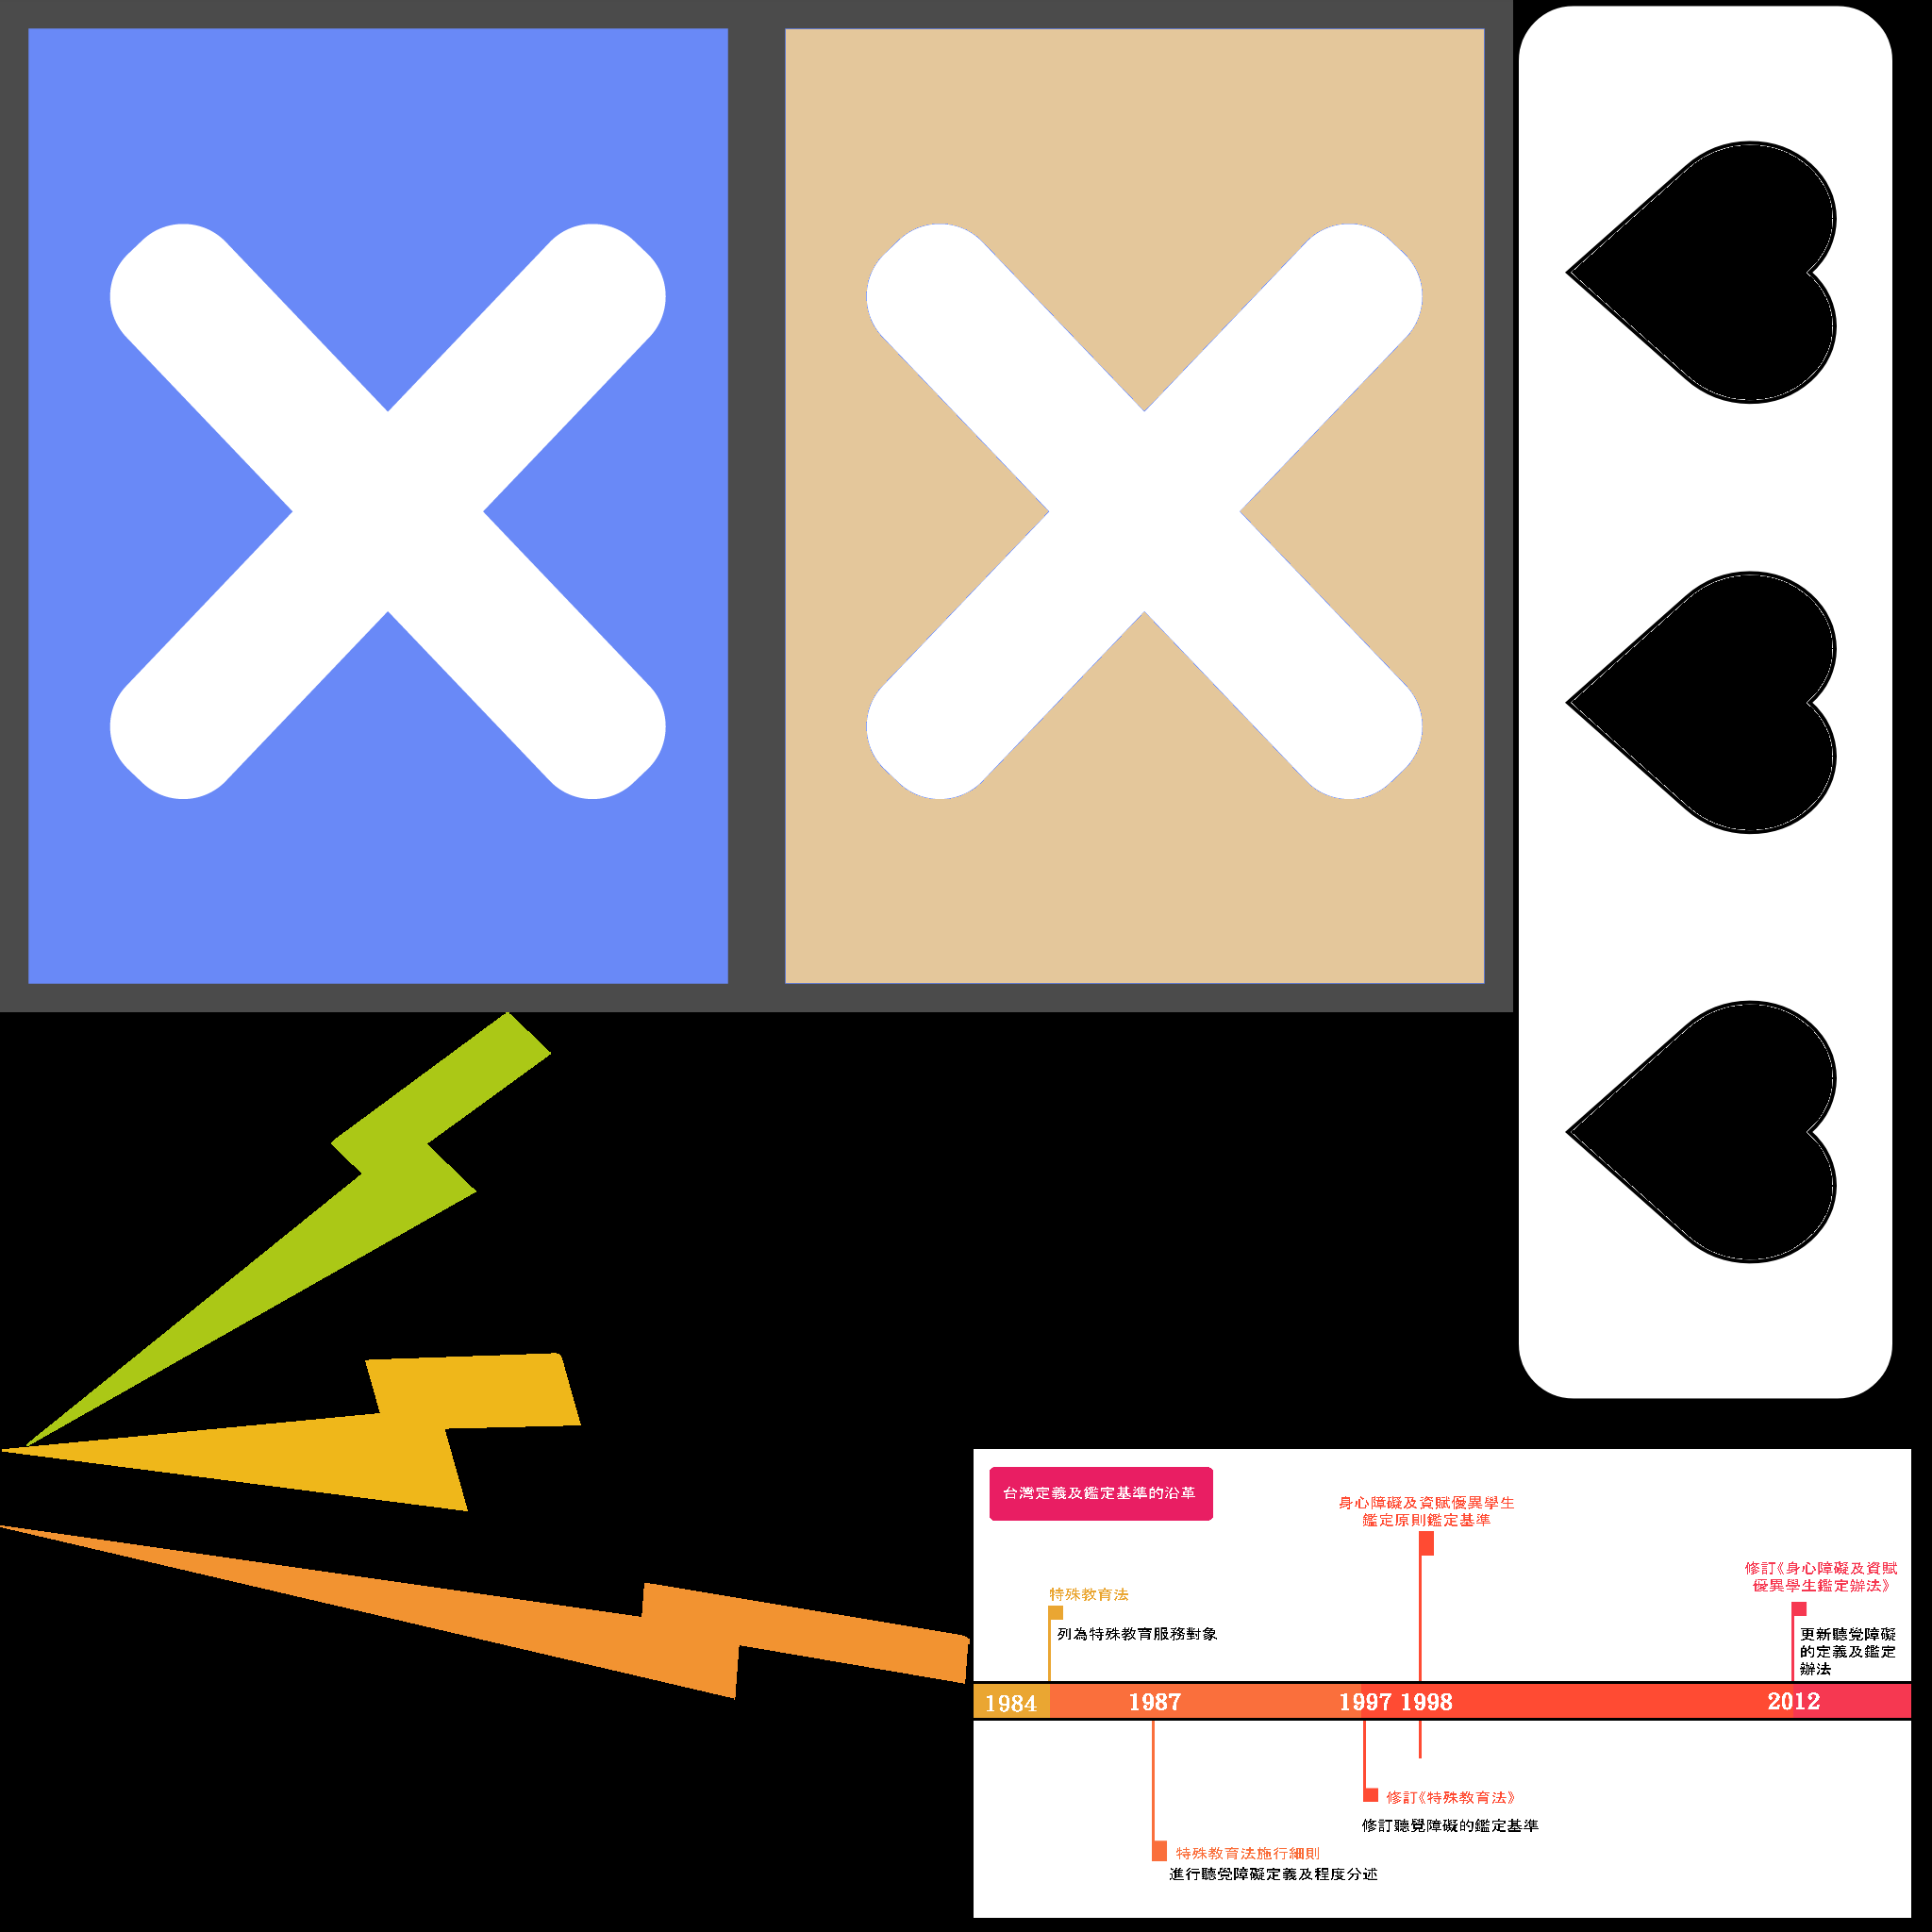 台灣定義及鑑定基準的沿革
身心障礙及資賦優異學生
鑑定原則鑑定基準
修訂《身心障礙及資賦
優異學生鑑定辦法》
特殊教育法
列為特殊教育服務對象
更新聽覺障礙
的定義及鑑定
辦法
1984 1987 1997 1998 2012
修訂《特殊教育法》
修訂聽覺障礙的鑑定基準
特殊教育法施行細則
進行聽覺障礙定義及程度分述